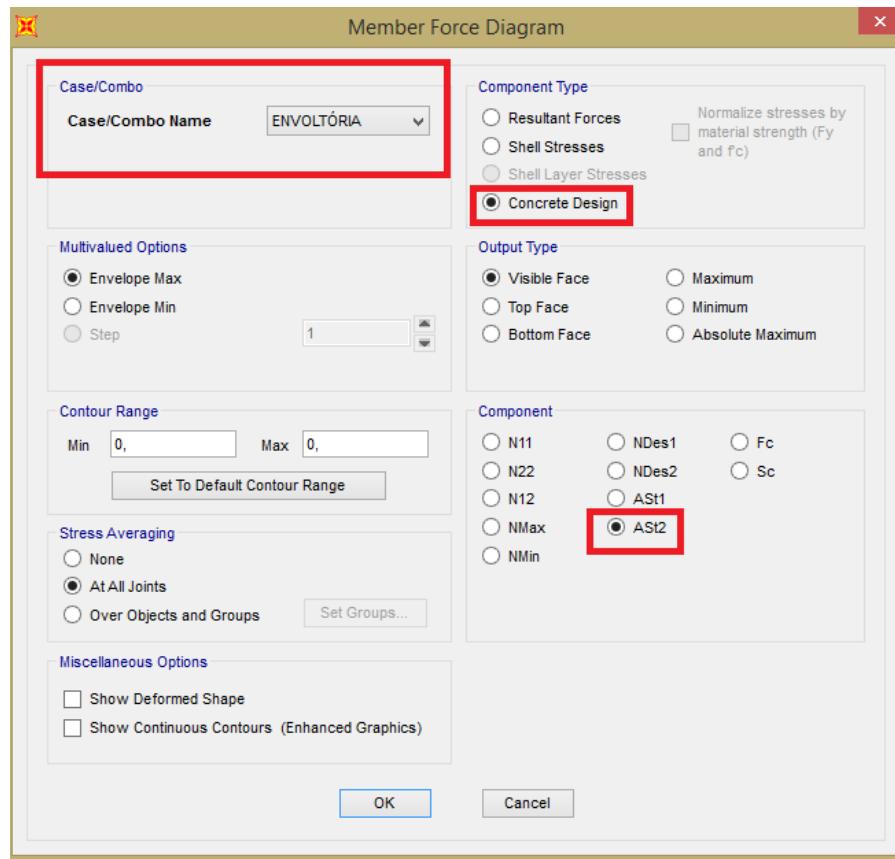 Member Force Diagram
Case/Combo
Case/Combo Name ENVOLTÓRIA
Component Type
Resultant Forces
Shell Stresses
Shell Layer Stresses
Concrete Design
Normalize stresses by
material strength (Fy
and f'c)
Multivalued Options
Envelope Max
Envelope Min
Step 1
Output Type
Visible Face
Top Face
Bottom Face
Maximum
Minimum
Absolute Maximum
Contour Range
Min 0, Max 0,
Set To Default Contour Range
Component
N11
N22
N12
NMax
NMin
NDes1
NDes2
ASt1
ASt2
Fc
Sc
Stress Averaging
None
At All Joints
Over Objects and Groups Set Groups...
Miscellaneous Options
Show Deformed Shape
Show Continuous Contours (Enhanced Graphics)
OK Cancel